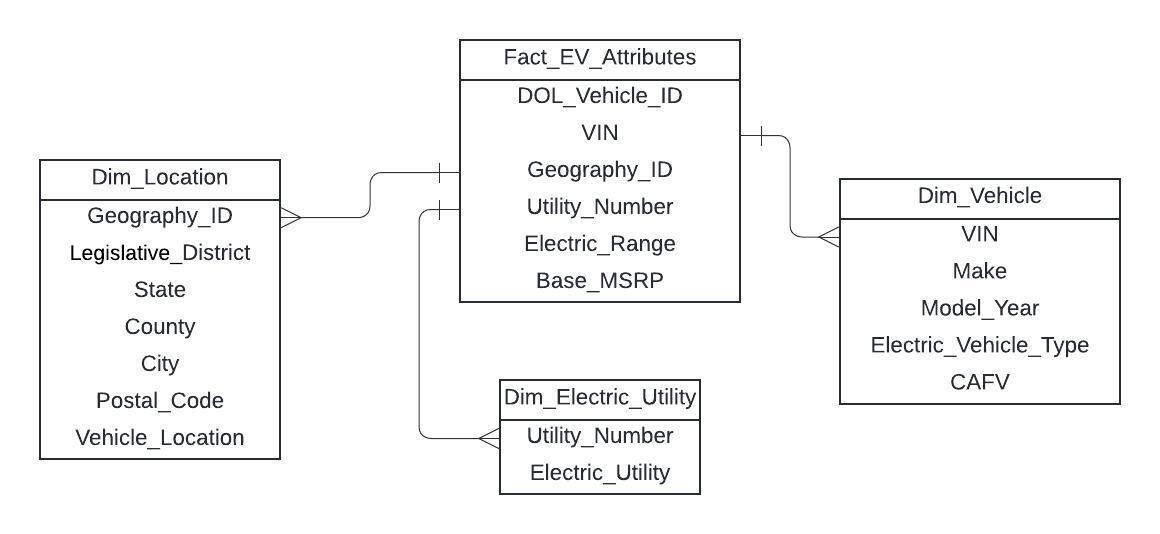 Fact_EV_Attributes
DOL_Vehicle_ID
VIN
Geography_ID
Utility_Number
Electric_Range
Base_MSRP
Dim_Location
Geography_ID
Legislative_District
State
County
City
Postal_Code
Vehicle_Location
Dim_Vehicle
VIN
Make
Model_Year
Electric_Vehicle_Type
CAFV
Dim_Electric_Utility
Utility_Number
Electric_Utility